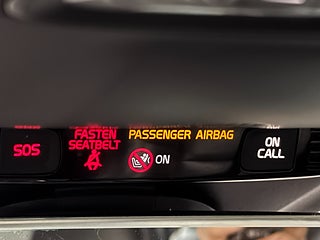 SOS
FASTEN
SEATBELT
PASSENGER AIRBAG
ON
ON
CALL